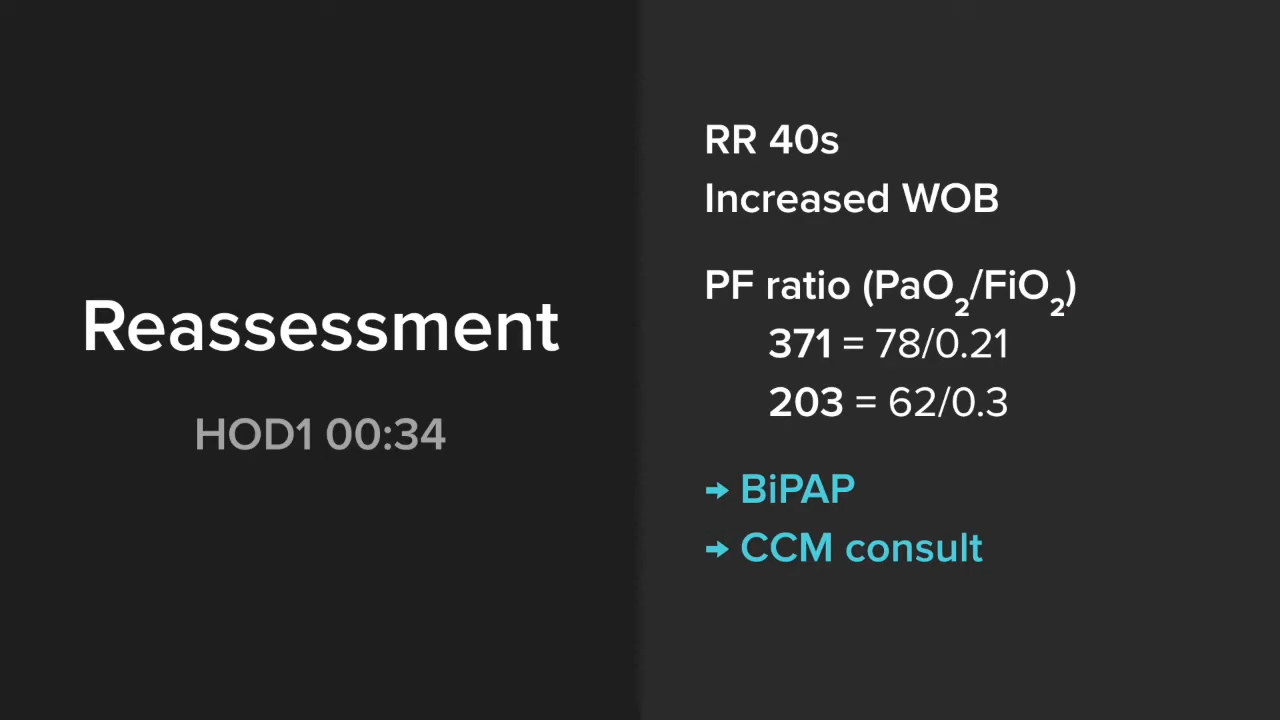 Reassessment
HOD1 00:34
RR 40s
Increased WOB
PF ratio (PaO₂/FiO₂)
371 = 78/0.21
203 = 62/0.3
→ BiPAP
→ CCM consult